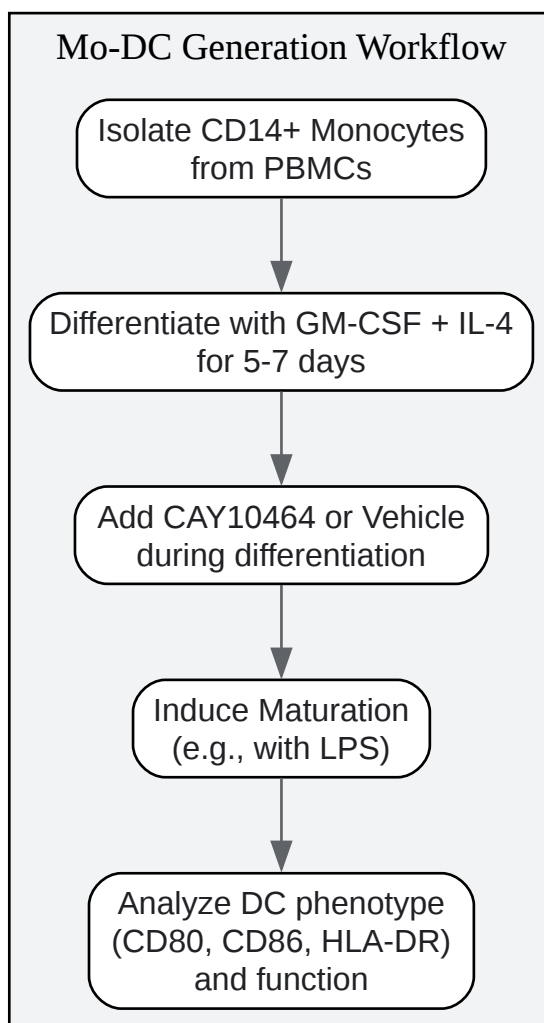 Mo-DC Generation Workflow
Isolate CD14+ Monocytes
from PBMCs
Differentiate with GM-CSF + IL-4
for 5-7 days
Add CAY10464 or Vehicle
during differentiation
Induce Maturation
(e.g., with LPS)
Analyze DC phenotype
(CD80, CD86, HLA-DR)
and function